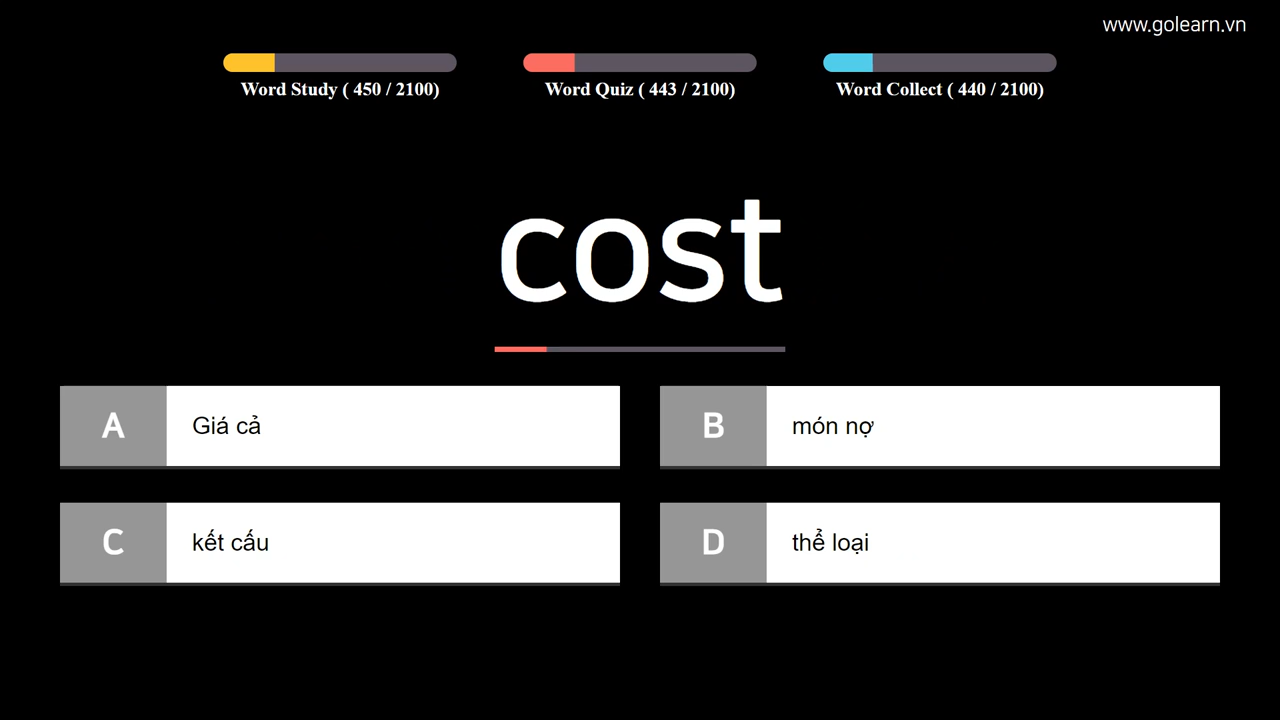 www.golearn.vn
Word Study ( 450 / 2100)
Word Quiz ( 443 / 2100)
Word Collect ( 440 / 2100)
cost
A Giá cả
B món nợ
C kết cấu
D thể loại